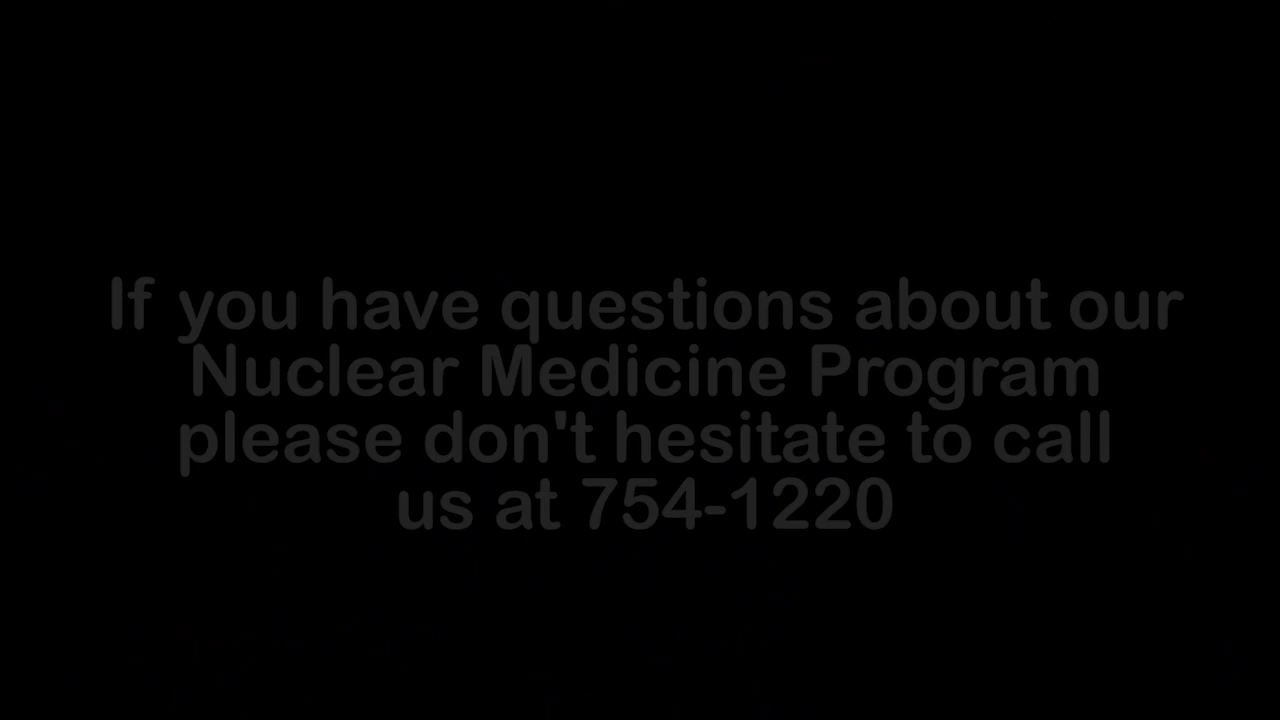 If you have questions about our
Nuclear Medicine Program
please don't hesitate to call
us at 754-1220